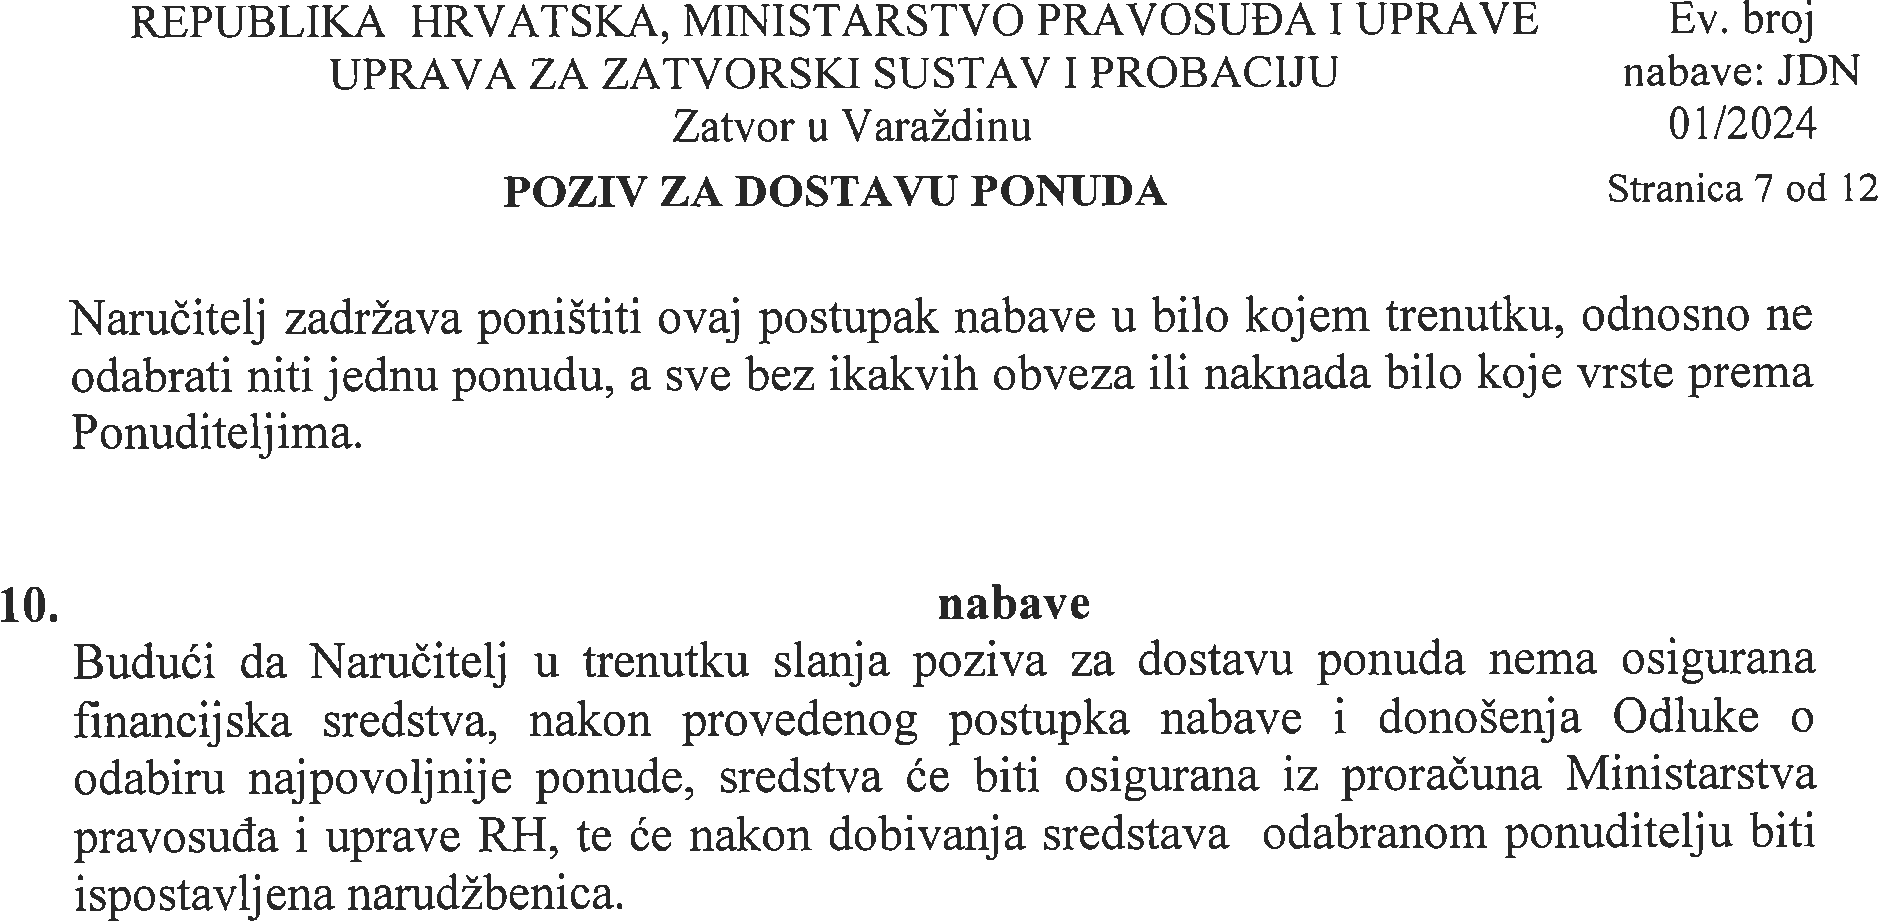 REPUBLIKA HRVATSKA, MINISTARSTVO PRAVOSUĐA I UPRAVE
UPRAVA ZA ZATVORSKI SUSTAV I PROBACIJU
Zatvor u Varaždinu
POZIV ZA DOSTAVU PONUDA
Ev. broj
nabave: JDN
01/2024
Stranica 7 od 12
Naručitelj zadržava poništiti ovaj postupak nabave u bilo kojem trenutku, odnosno ne
odabrati niti jednu ponudu, a sve bez ikakvih obveza ili naknada bilo koje vrste prema
Ponuditeljima.
10. nabave
Budući da Naručitelj u trenutku slanja poziva za dostavu ponuda nema osigurana
financijska sredstva, nakon provedenog postupka nabave i donošenja Odluke o
odabiru najpovoljnije ponude, sredstva će biti osigurana iz proračuna Ministarstva
pravosuđa i uprave RH, te će nakon dobivanja sredstava odabranom ponuditelju biti
ispostavljena narudžbenica.